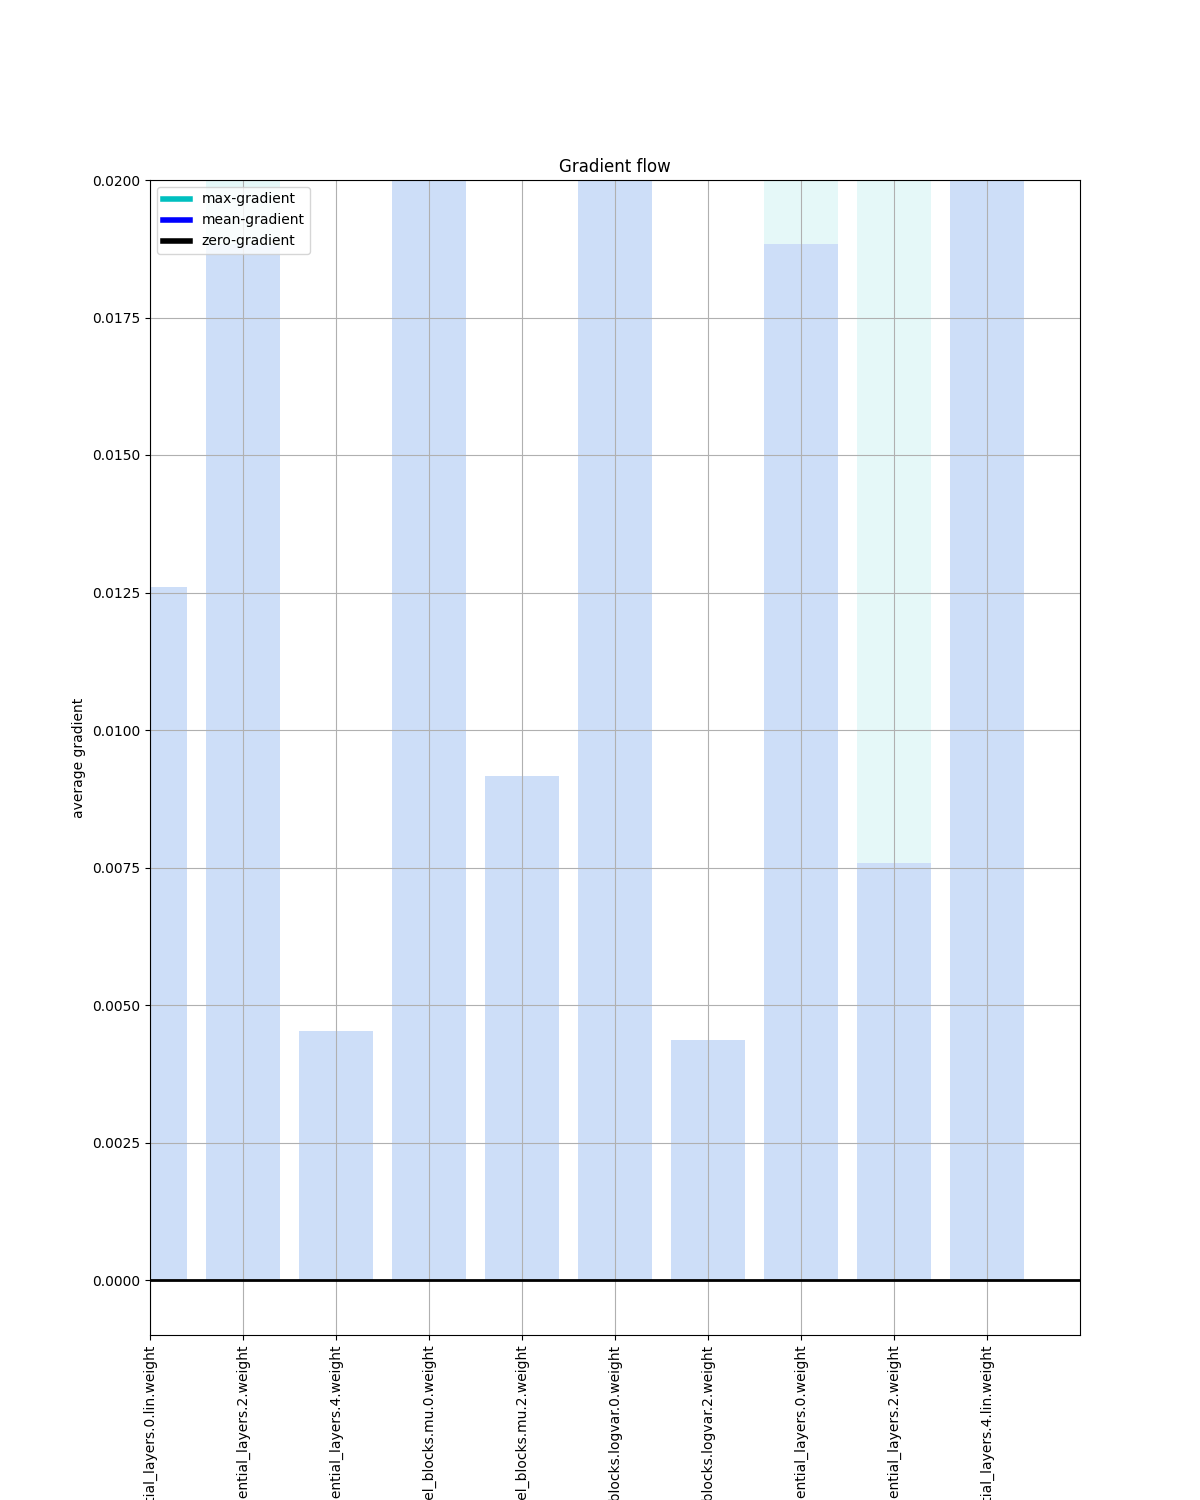 Gradient flow
max-gradient
mean-gradient
zero-gradient
0.0200
0.0175
0.0150
0.0125
0.0100
0.0075
0.0050
0.0025
0.0000
average gradient
tial_layers.0.lin.weight
ential_layers.2.weight
ential_layers.4.weight
el_blocks.mu.0.weight
el_blocks.mu.2.weight
blocks.logvar.0.weight
blocks.logvar.2.weight
ential_layers.0.weight
ential_layers.2.weight
tial_layers.4.lin.weight